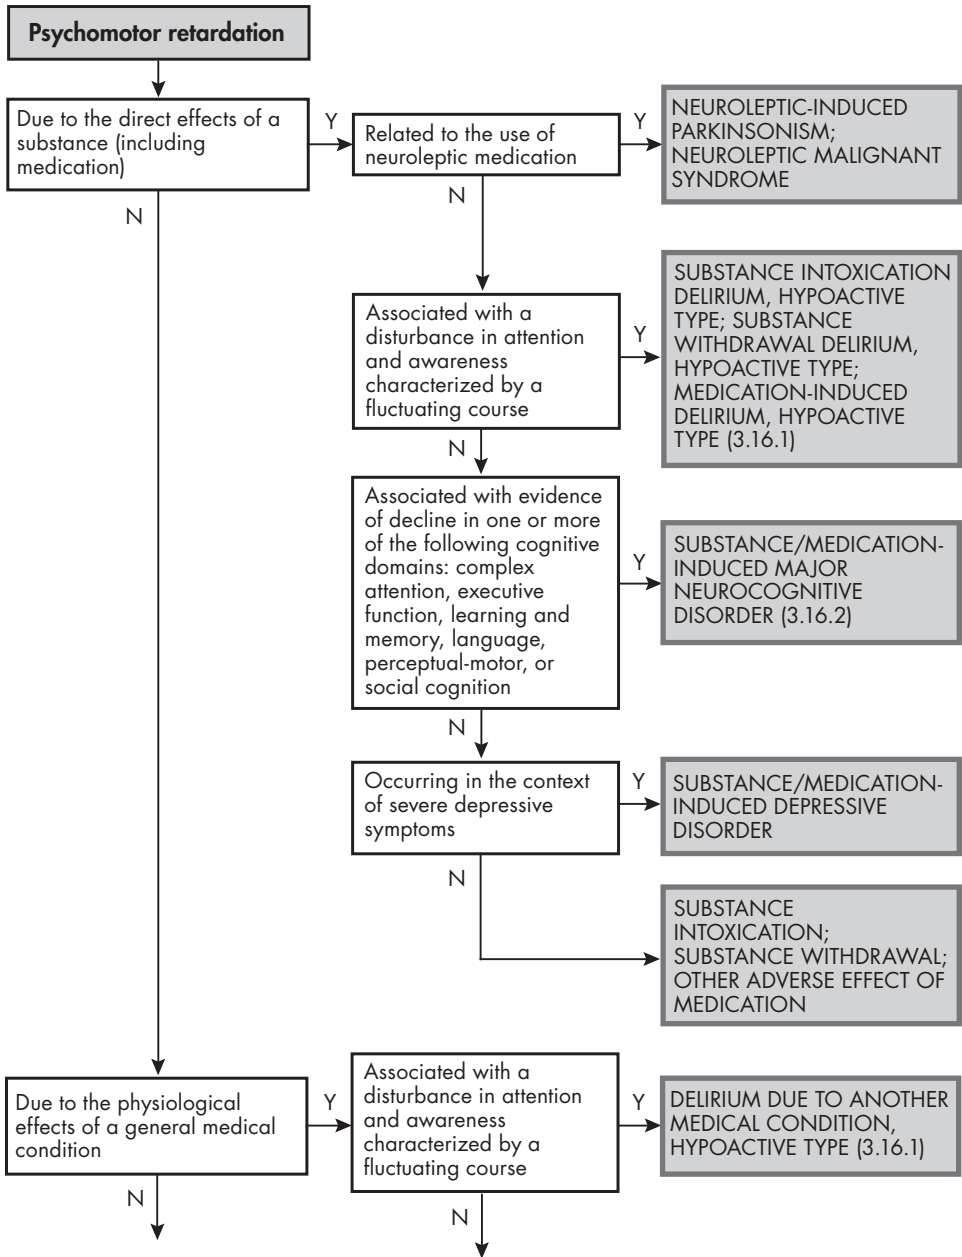 Psychomotor retardation
Due to the direct effects of a
substance (including
medication)
Y
Related to the use of
neuroleptic medication
Y
NEUROLEPTIC-INDUCED
PARKINSONISM;
NEUROLEPTIC MALIGNANT
SYNDROME
N
N
Associated with a
disturbance in attention
and awareness
characterized by a
fluctuating course
Y
SUBSTANCE INTOXICATION
DELIRIUM, HYPOACTIVE
TYPE; SUBSTANCE
WITHDRAWAL DELIRIUM,
HYPOACTIVE TYPE;
MEDICATION-INDUCED
DELIRIUM, HYPOACTIVE
TYPE (3.16.1)
N
Associated with evidence
of decline in one or more
of the following cognitive
domains: complex
attention, executive
function, learning and
memory, language,
perceptual-motor, or
social cognition
Y
SUBSTANCE/MEDICATION-
INDUCED MAJOR
NEUROCOGNITIVE
DISORDER (3.16.2)
N
Occurring in the context
of severe depressive
symptoms
Y
SUBSTANCE/MEDICATION-
INDUCED DEPRESSIVE
DISORDER
N
SUBSTANCE
INTOXICATION;
SUBSTANCE WITHDRAWAL;
OTHER ADVERSE EFFECT OF
MEDICATION
Due to the physiological
effects of a general medical
condition
Y
Associated with a
disturbance in attention
and awareness
characterized by a
fluctuating course
Y
DELIRIUM DUE TO ANOTHER
MEDICAL CONDITION,
HYPOACTIVE TYPE (3.16.1)
N
N